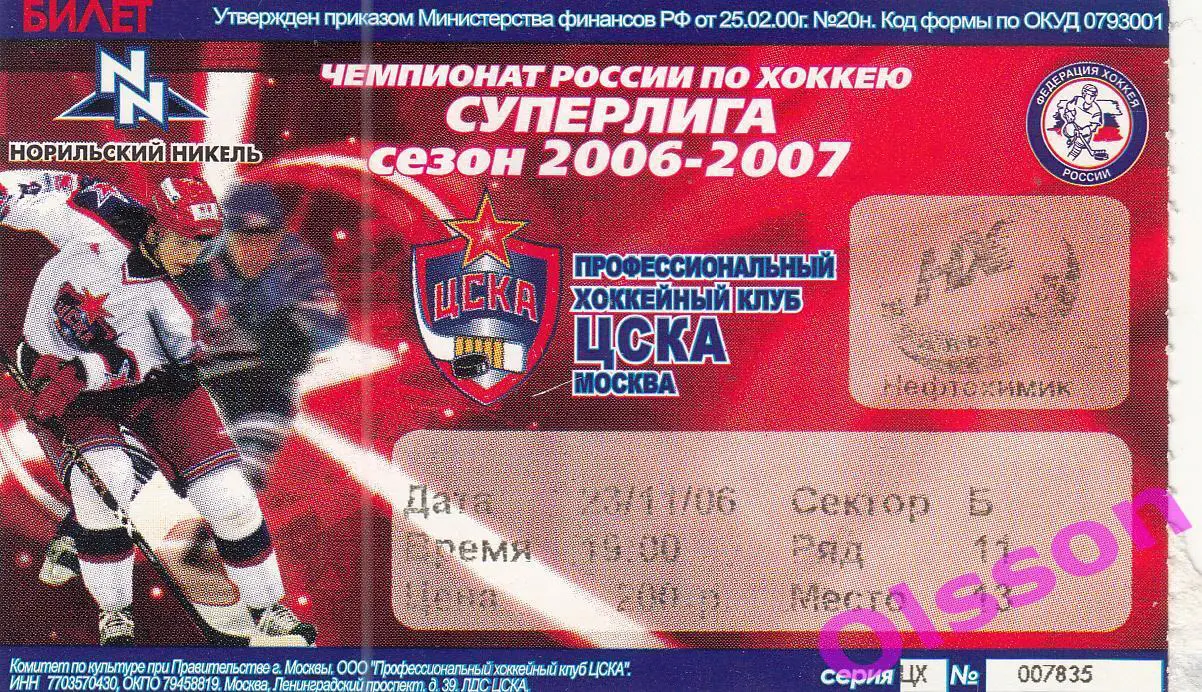 БИЛЕТ
Утвержден приказом Министерства финансов РФ от 25.02.00г. №20н. Код формы по ОКУД 0793001
NN
НОРИЛЬСКИЙ НИКЕЛЬ
ЧЕМПИОНАТ РОССИИ ПО ХОККЕЮ
СУПЕРЛИГА
сезон 2006-2007
ФЕДЕРАЦИЯ ХОККЕЯ
РОССИИ
ЦСКА
ПРОФЕССИОНАЛЬНЫЙ
ХОККЕЙНЫЙ КЛУБ
ЦСКА
МОСКВА
Нефтехимик
Дата 23/11/06 Сектор Б
Время 19:00 Ряд 11
Цена 200 р Место 13
Olsson
Комитет по культуре при Правительстве г. Москвы. ООО "Профессиональный хоккейный клуб ЦСКА".
ИНН 7703570430, ОКПО 79458819. Москва, Ленинградский проспект, д. 39, ЛДС ЦСКА.
серия ЦХ № 007835